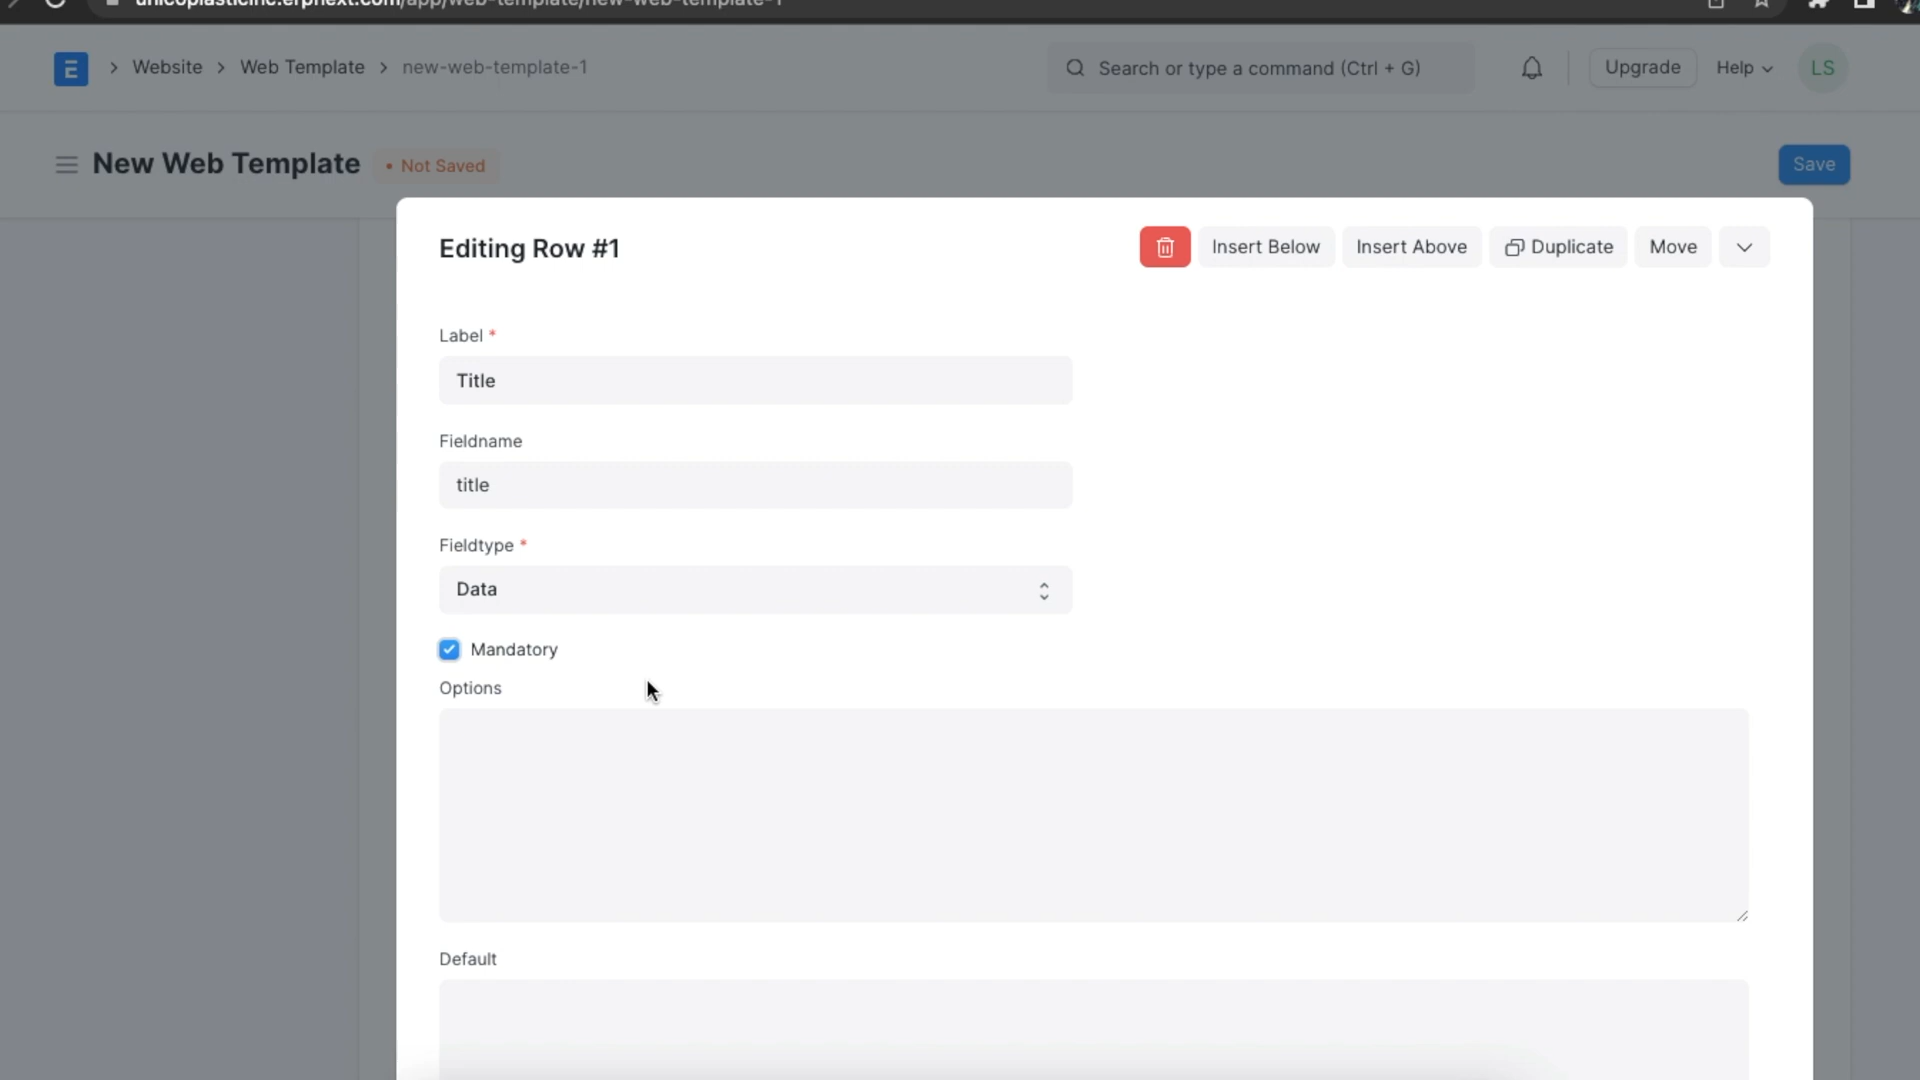 unicoplasticinc.erpnext.com/app/web-template/new-web-template-1
E
Website
Web Template
new-web-template-1
Search or type a command (Ctrl + G)
Upgrade
Help
LS
New Web Template
• Not Saved
Save
Editing Row #1
Insert Below
Insert Above
Duplicate
Move
Label *
Title
Fieldname
title
Fieldtype *
Data
Mandatory
Options
Default